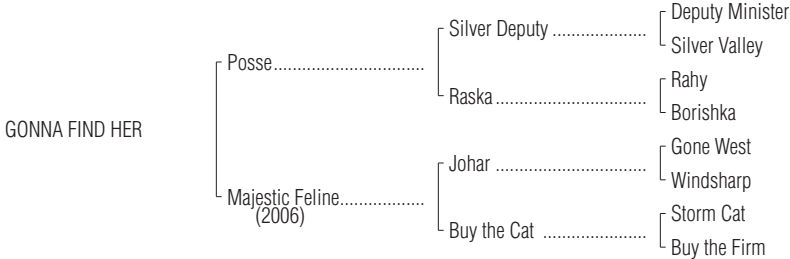 Deputy Minister
Silver Deputy ....................
Silver Valley
Posse................................
Rahy
Raska ................................
Borishka
GONNA FIND HER
Gone West
Johar ................................
Windsharp
Majestic Feline..................
(2006)
Storm Cat
Buy the Cat ......................
Buy the Firm